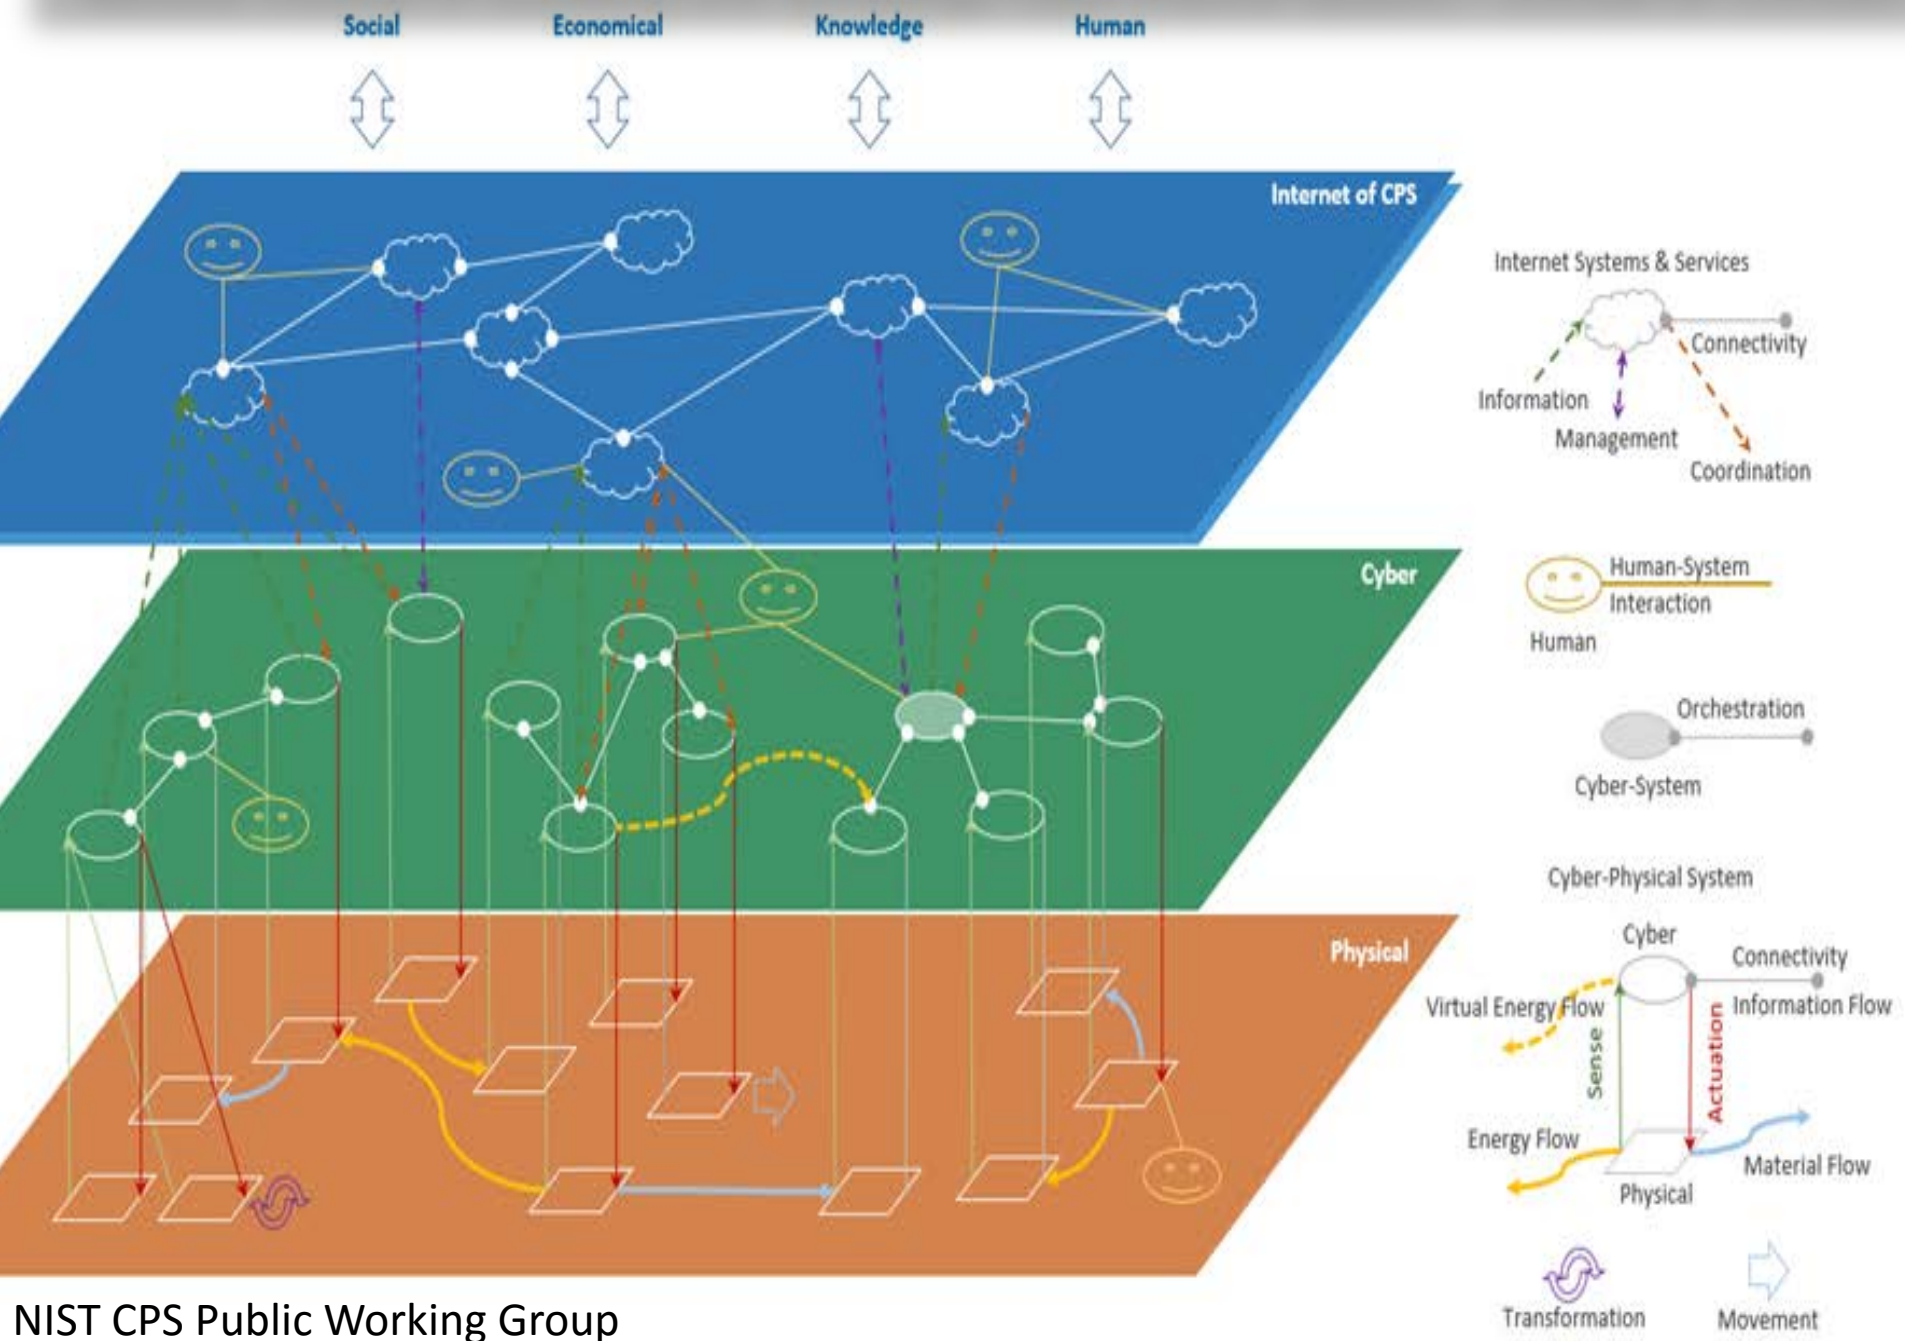 Social Economical Knowledge Human
Internet of CPS
Cyber
Physical
Internet Systems & Services
Connectivity
Information
Management
Coordination
Human-System
Interaction
Human
Orchestration
Cyber-System
Cyber-Physical System
Cyber
Connectivity
Virtual Energy Flow
Information Flow
Sense
Actuation
Energy Flow
Material Flow
Physical
Transformation
Movement
NIST CPS Public Working Group